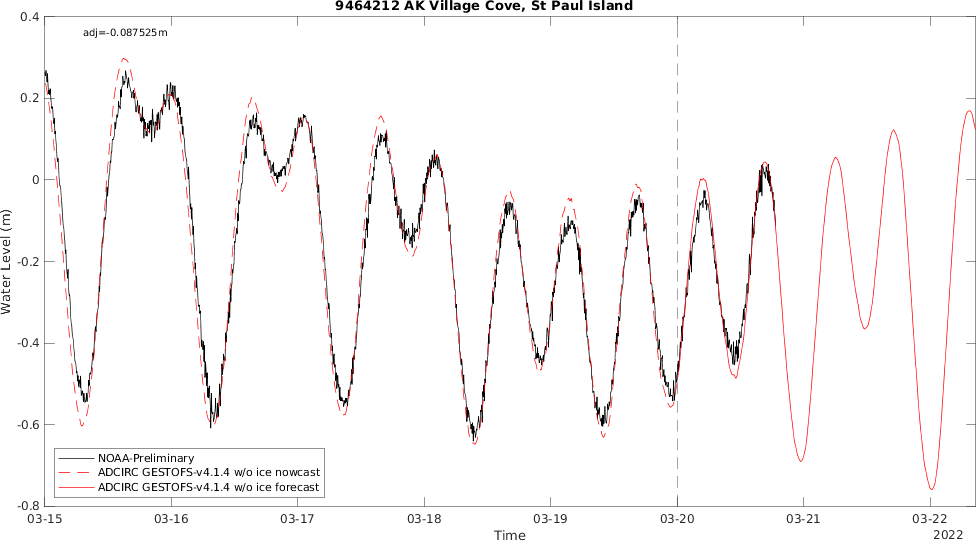 9464212 AK Village Cove, St Paul Island
adj=-0.087525m
0.4
0.2
0
-0.2
-0.4
-0.6
-0.8
Water Level (m)
NOAA-Preliminary
ADCIRC GESTOFS-v4.1.4 w/o ice nowcast
ADCIRC GESTOFS-v4.1.4 w/o ice forecast
03-15 03-16 03-17 03-18 03-19 03-20 03-21 03-22
Time
2022